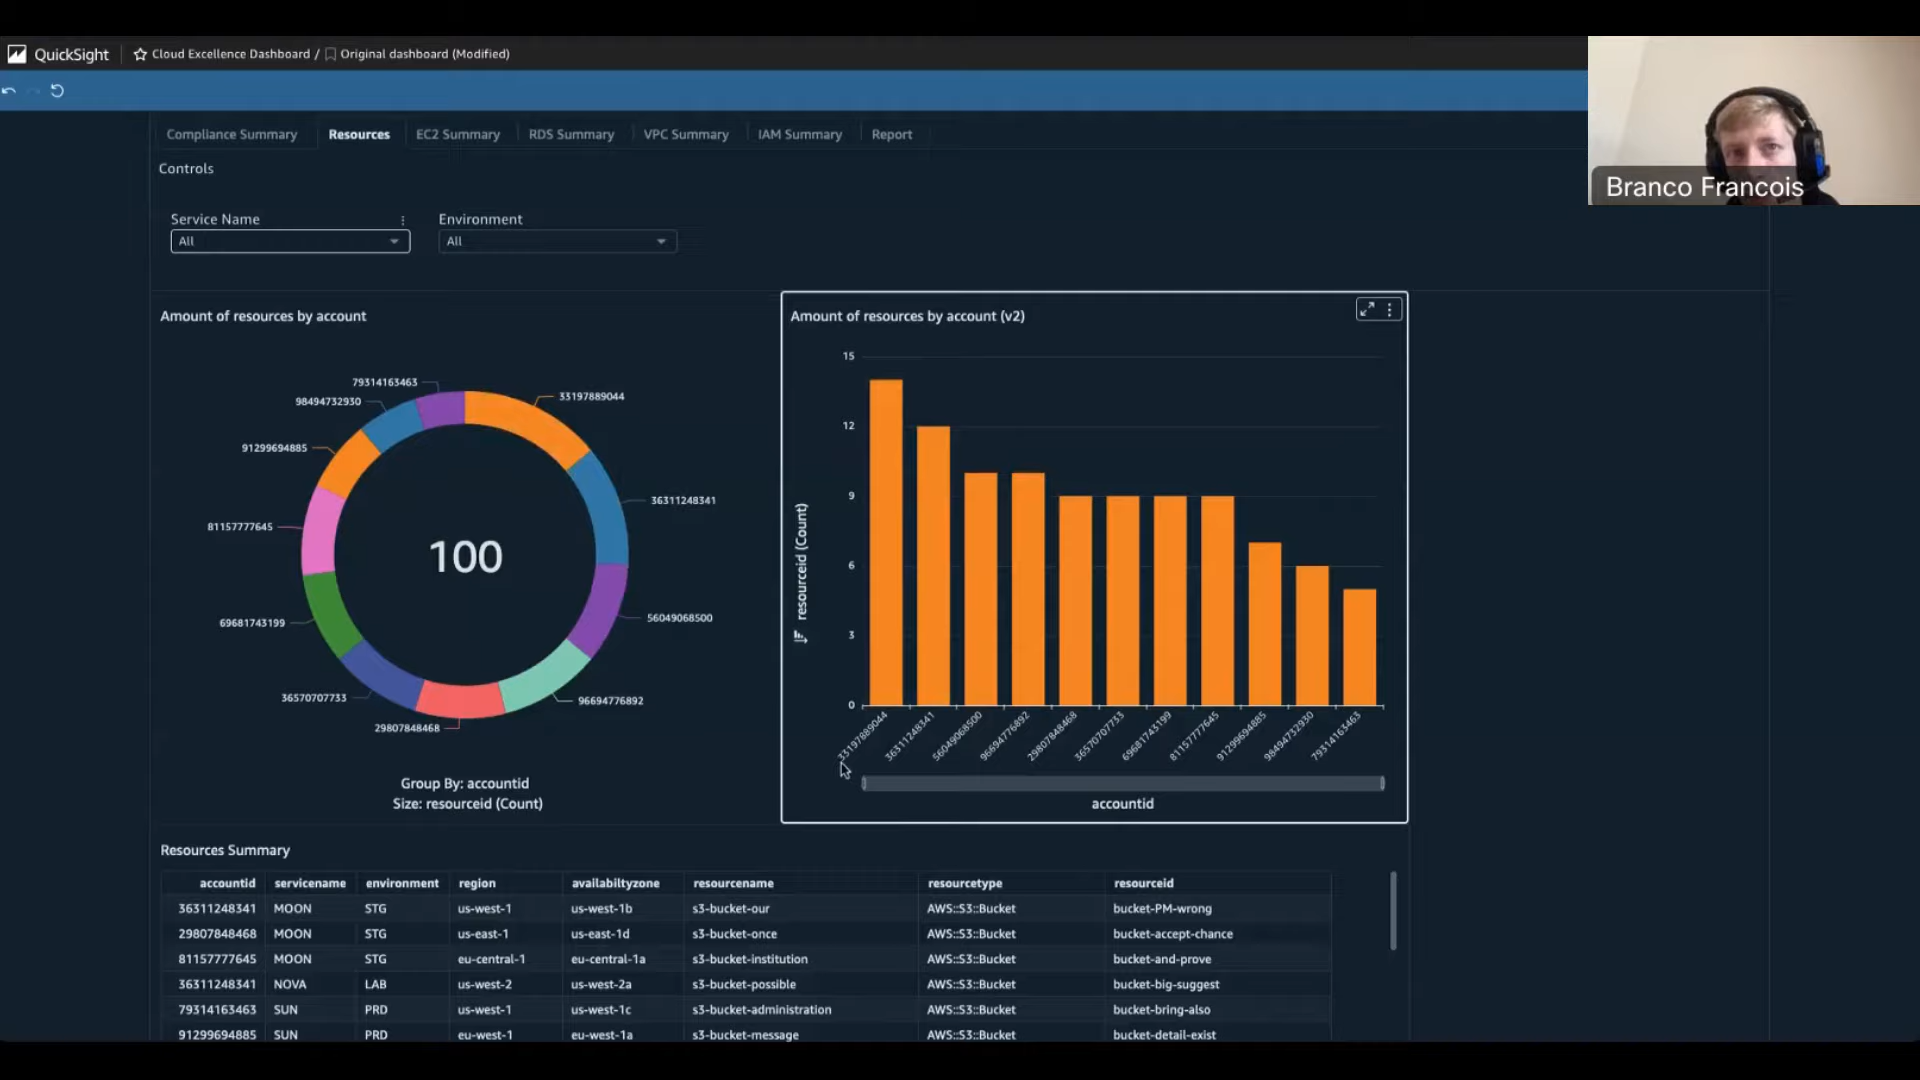 QuickSight
Cloud Excellence Dashboard / Original dashboard (Modified)
Branco Francois
Compliance Summary Resources EC2 Summary RDS Summary VPC Summary IAM Summary Report
Controls
Service Name
All
Environment
All
Amount of resources by account
79314163463
98494732930
91299694885
81157777645
69681743199
36570707733
29807848468
33197889044
36311248341
56049068500
96694776892
100
Group By: accountid
Size: resourceid (Count)
Amount of resources by account (v2)
resourceid (Count)
15
12
9
6
3
0
33197889044
36311248341
56049068500
96694776892
29807848468
36570707733
69681743199
81157777645
91299694885
98494732930
79314163463
accountid
Resources Summary
accountid servicename environment region availabiltyzone resourcename resourcetype resourceid
36311248341 MOON STG us-west-1 us-west-1b s3-bucket-our AWS::S3::Bucket bucket-PM-wrong
29807848468 MOON STG us-east-1 us-east-1d s3-bucket-once AWS::S3::Bucket bucket-accept-chance
81157777645 MOON STG eu-central-1 eu-central-1a s3-bucket-institution AWS::S3::Bucket bucket-and-prove
36311248341 NOVA LAB us-west-2 us-west-2a s3-bucket-possible AWS::S3::Bucket bucket-big-suggest
79314163463 SUN PRD us-west-1 us-west-1c s3-bucket-administration AWS::S3::Bucket bucket-bring-also
91299694885 SUN PRD eu-west-1 eu-west-1a s3-bucket-message AWS::S3::Bucket bucket-detail-exist